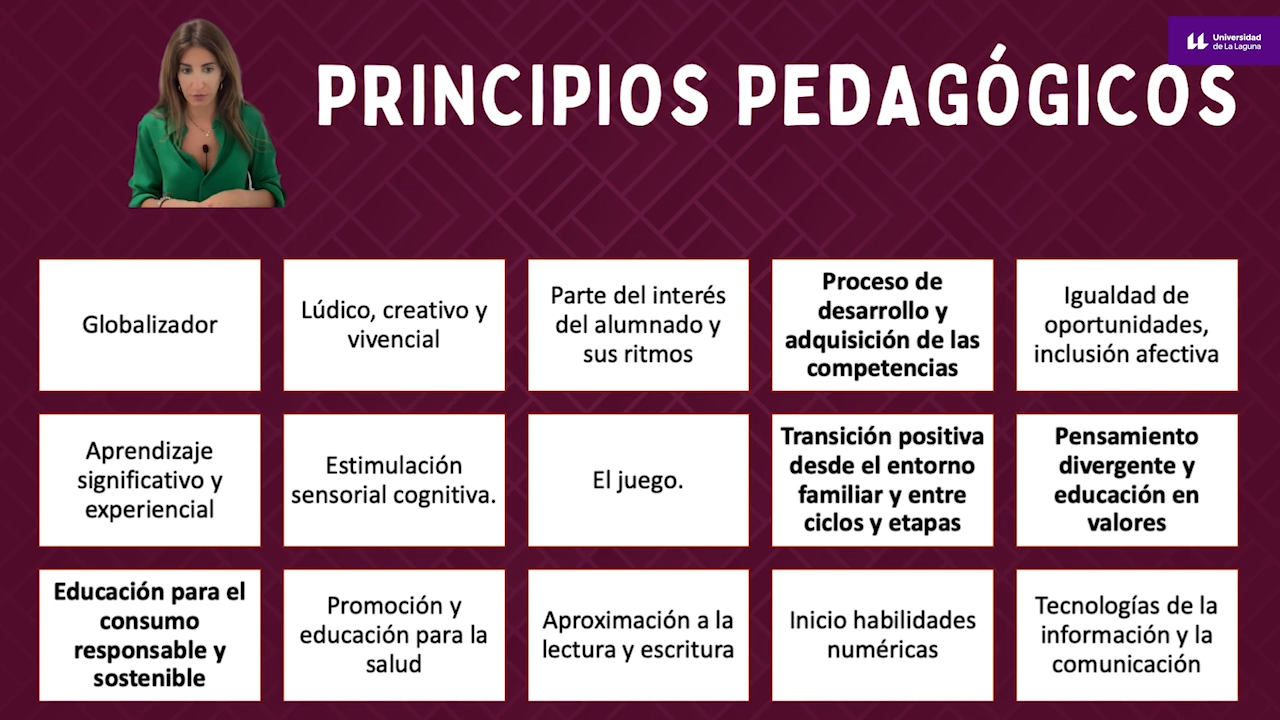 Universidad
de La Laguna
PRINCIPIOS PEDAGÓGICOS
Globalizador
Lúdico, creativo y
vivencial
Parte del interés
del alumnado y
sus ritmos
Proceso de
desarrollo y
adquisición de las
competencias
Igualdad de
oportunidades,
inclusión afectiva
Aprendizaje
significativo y
experiencial
Estimulación
sensorial cognitiva.
El juego.
Transición positiva
desde el entorno
familiar y entre
ciclos y etapas
Pensamiento
divergente y
educación en
valores
Educación para el
consumo
responsable y
sostenible
Promoción y
educación para la
salud
Aproximación a la
lectura y escritura
Inicio habilidades
numéricas
Tecnologías de la
información y la
comunicación